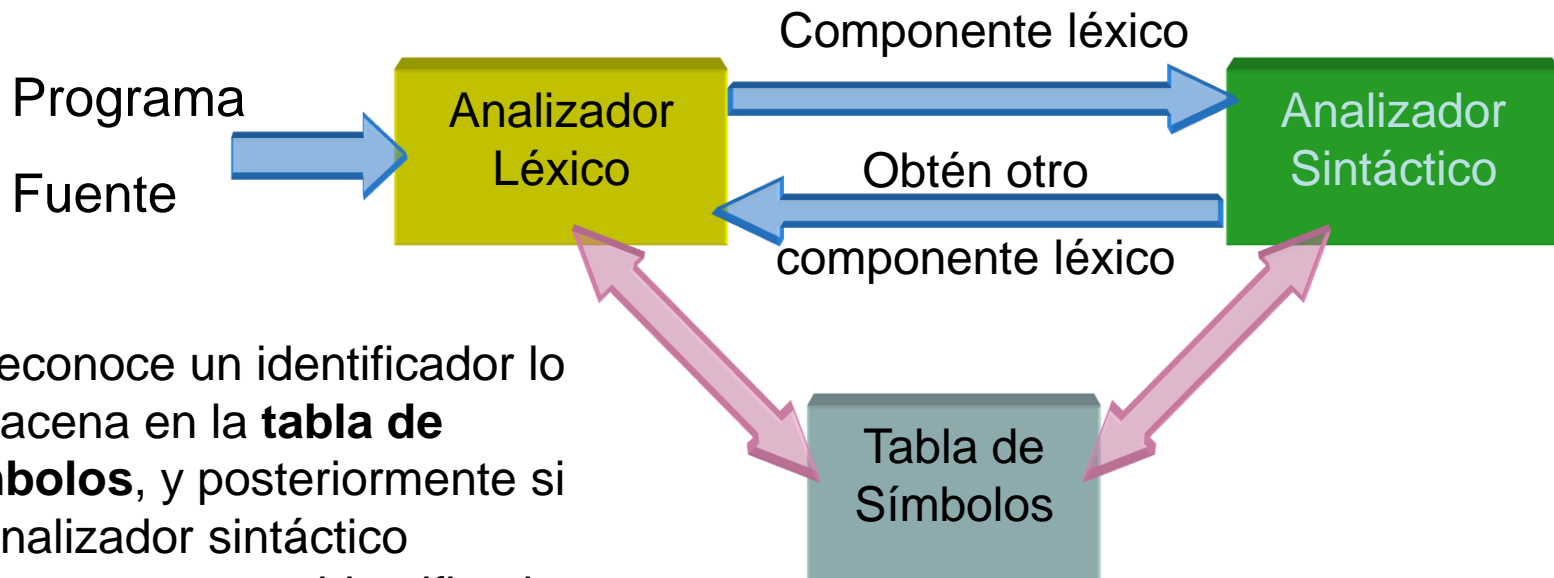 Componente léxico
Programa
Fuente
Analizador
Léxico
Analizador
Sintáctico
Obtén otro
componente léxico
econoce un identificador lo
acena en la tabla de
bolos, y posteriormente si
nalizador sintáctico
Tabla de
Símbolos